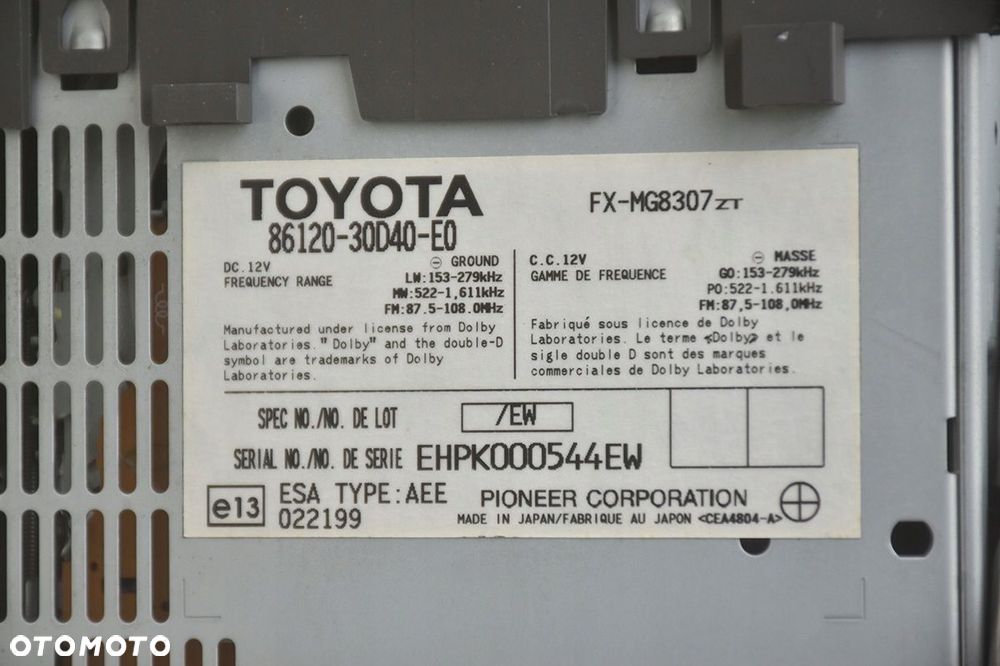 TOYOTA
FX-MG8307ZT
86120-30D40-E0
DC.12V ⊖ GROUND
FREQUENCY RANGE LW:153-279kHz
MW:522-1,611kHz
FM:87.5-108.0MHz
Manufactured under license from Dolby
Laboratories. "Dolby" and the double-D
symbol are trademarks of Dolby
Laboratories.
C.C.12V ⊖ MASSE
GAMME DE FREQUENCE GO:153-279kHz
PO:522-1.611kHz
FM:87,5-108,0MHz
Fabriqué sous licence de Dolby
Laboratories. Le terme «Dolby» et le
sigle double D sont des marques
commerciales de Dolby Laboratories.
SPEC NO./NO. DE LOT /EW
SERIAL NO./NO. DE SERIE EHPK000544EW
e13 ESA TYPE:AEE
022199
PIONEER CORPORATION
MADE IN JAPAN/FABRIQUE AU JAPON <CEA4804-A>
OTOMOTO